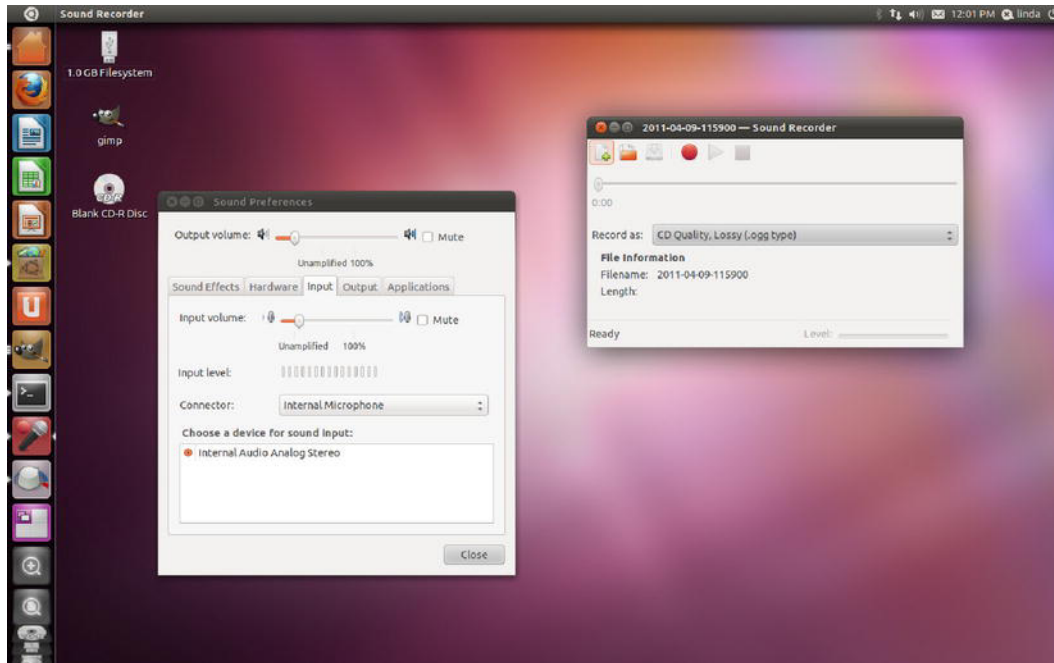 Sound Recorder
12:01 PM linda
1.0 GB Filesystem
gimp
Blank CD-R Disc
Sound Preferences
Output volume: Mute
Unamplified 100%
Sound Effects Hardware Input Output Applications
Input volume: Mute
Unamplified 100%
Input level:
Connector: Internal Microphone
Choose a device for sound input:
Internal Audio Analog Stereo
Close
2011-04-09-115900 — Sound Recorder
0:00
Record as: CD Quality, Lossy (.ogg type)
File Information
Filename: 2011-04-09-115900
Length:
Ready Level: